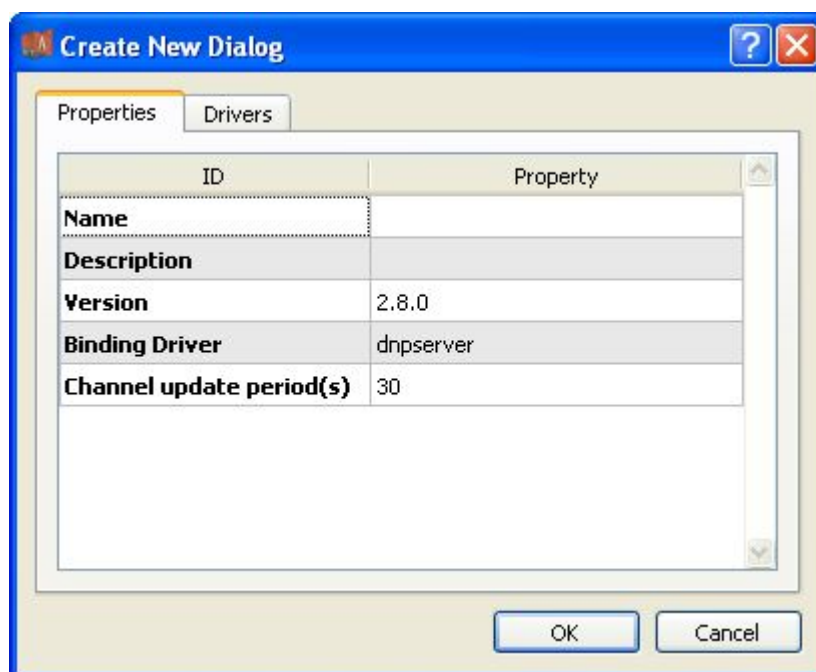 Create New Dialog
Properties Drivers
ID Property
Name
Description
Version 2.8.0
Binding Driver dnpserver
Channel update period(s) 30
OK Cancel